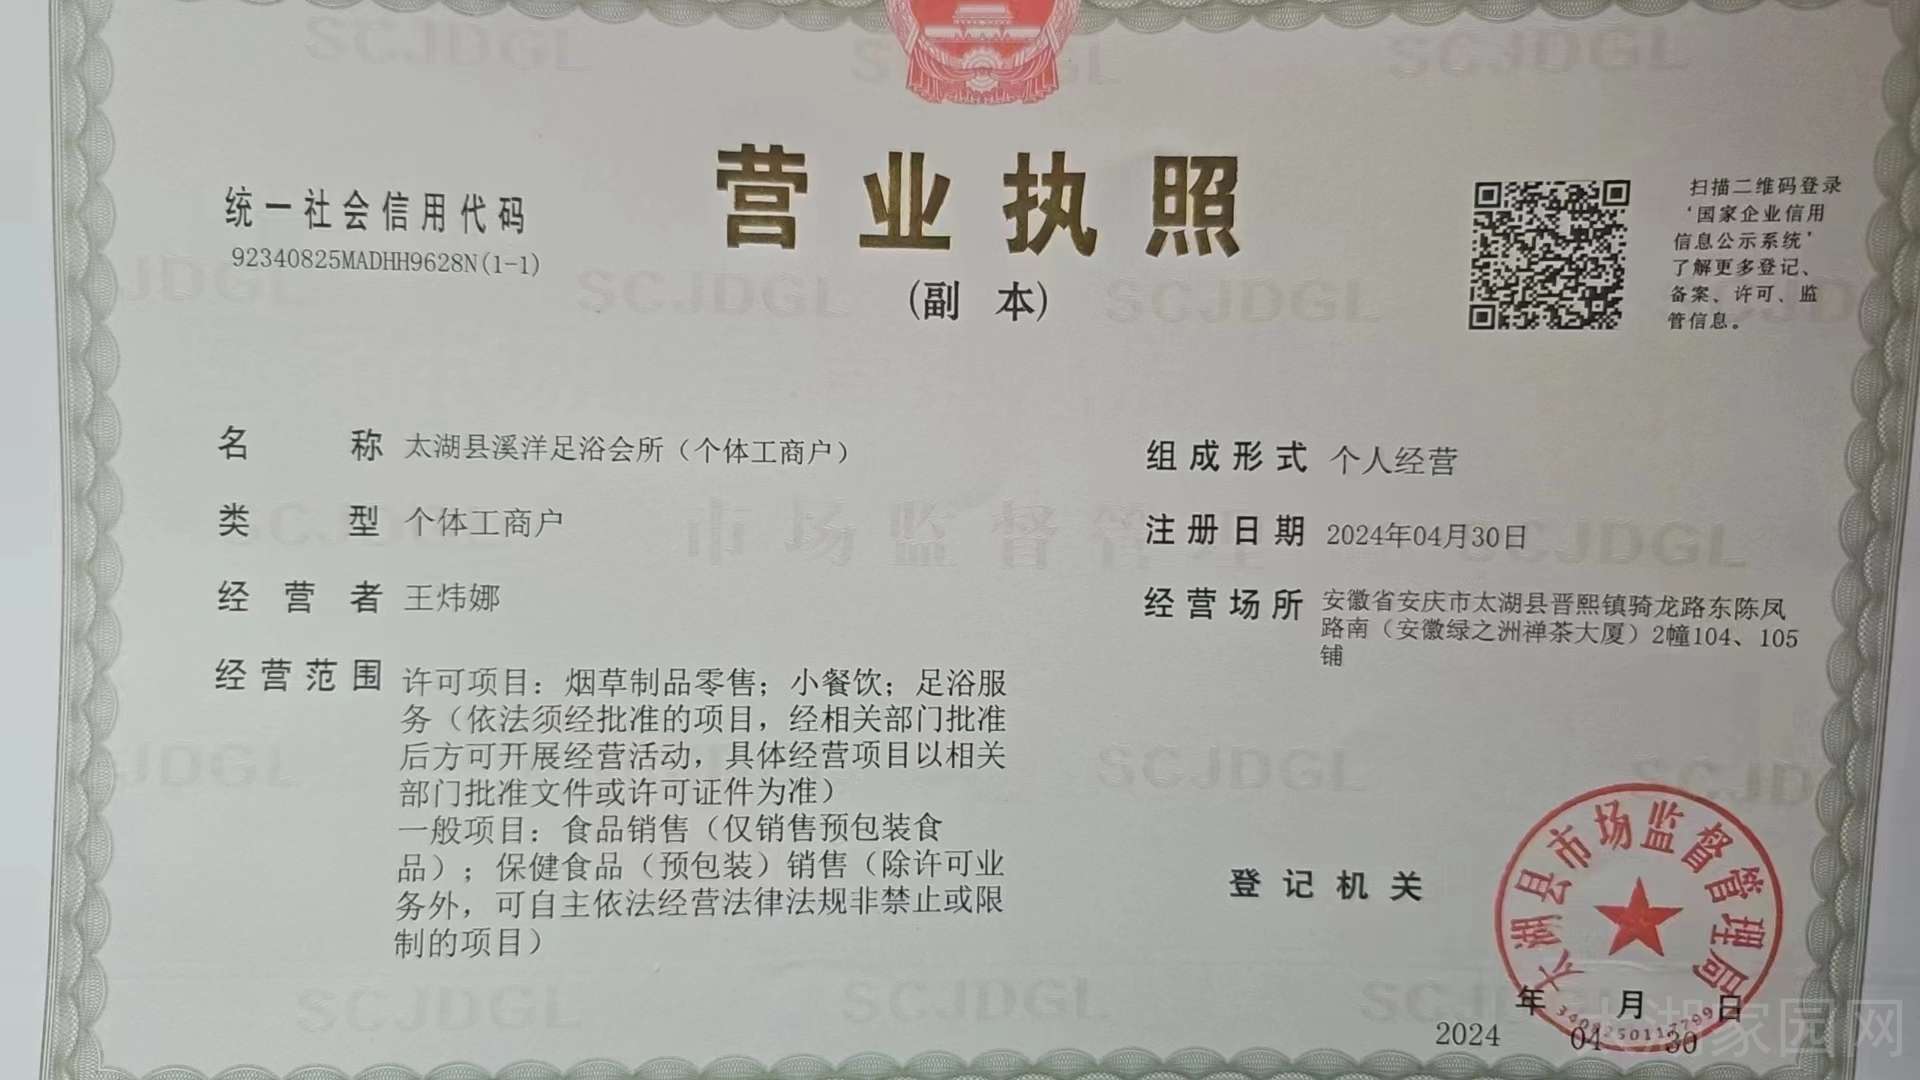 营业执照
(副 本)
统一社会信用代码
92340825MADHH9628N(1-1)
扫描二维码登录
‘国家企业信用
信息公示系统’
了解更多登记、
备案、许可、监
管信息。
名 称 太湖县溪洋足浴会所（个体工商户）
类 型 个体工商户
经 营 者 王炜娜
经营范围 许可项目：烟草制品零售；小餐饮；足浴服
务（依法须经批准的项目，经相关部门批准
后方可开展经营活动，具体经营项目以相关
部门批准文件或许可证件为准）
一般项目：食品销售（仅销售预包装食
品）；保健食品（预包装）销售（除许可业
务外，可自主依法经营法律法规非禁止或限
制的项目）
组成形式 个人经营
注册日期 2024年04月30日
经营场所 安徽省安庆市太湖县晋熙镇骑龙路东陈凤
路南（安徽绿之洲禅茶大厦）2幢104、105
铺
登记机关
太湖县市场监督管理局
年 月 日
2024 04 30
SCJDGL
市场监督管理
太湖家园网